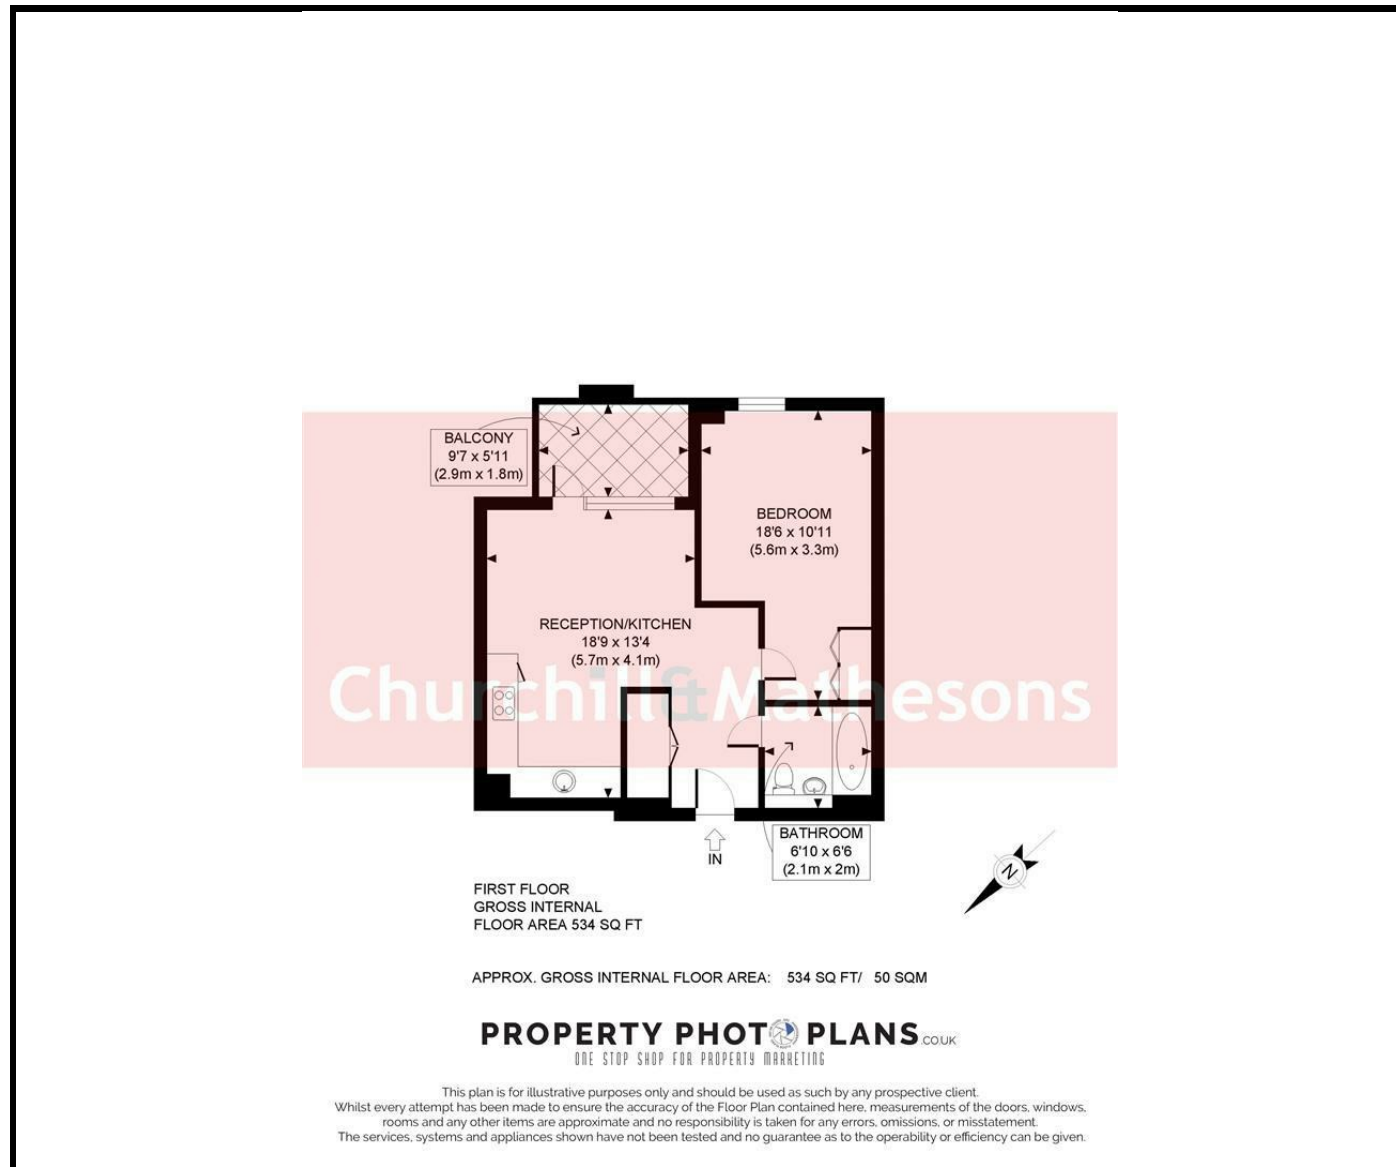 BALCONY
9'7 x 5'11
(2.9m x 1.8m)
BEDROOM
18'6 x 10'11
(5.6m x 3.3m)
RECEPTION/KITCHEN
18'9 x 13'4
(5.7m x 4.1m)
Churchill & Mathesons
BATHROOM
6'10 x 6'6
(2.1m x 2m)
IN
N
FIRST FLOOR
GROSS INTERNAL
FLOOR AREA 534 SQ FT
APPROX. GROSS INTERNAL FLOOR AREA: 534 SQ FT/ 50 SQM
PROPERTY PHOTO PLANS.CO.UK
ONE STOP SHOP FOR PROPERTY MARKETING
This plan is for illustrative purposes only and should be used as such by any prospective client.
Whilst every attempt has been made to ensure the accuracy of the Floor Plan contained here, measurements of the doors, windows,
rooms and any other items are approximate and no responsibility is taken for any errors, omissions, or misstatement.
The services, systems and appliances shown have not been tested and no guarantee as to the operability or efficiency can be given.